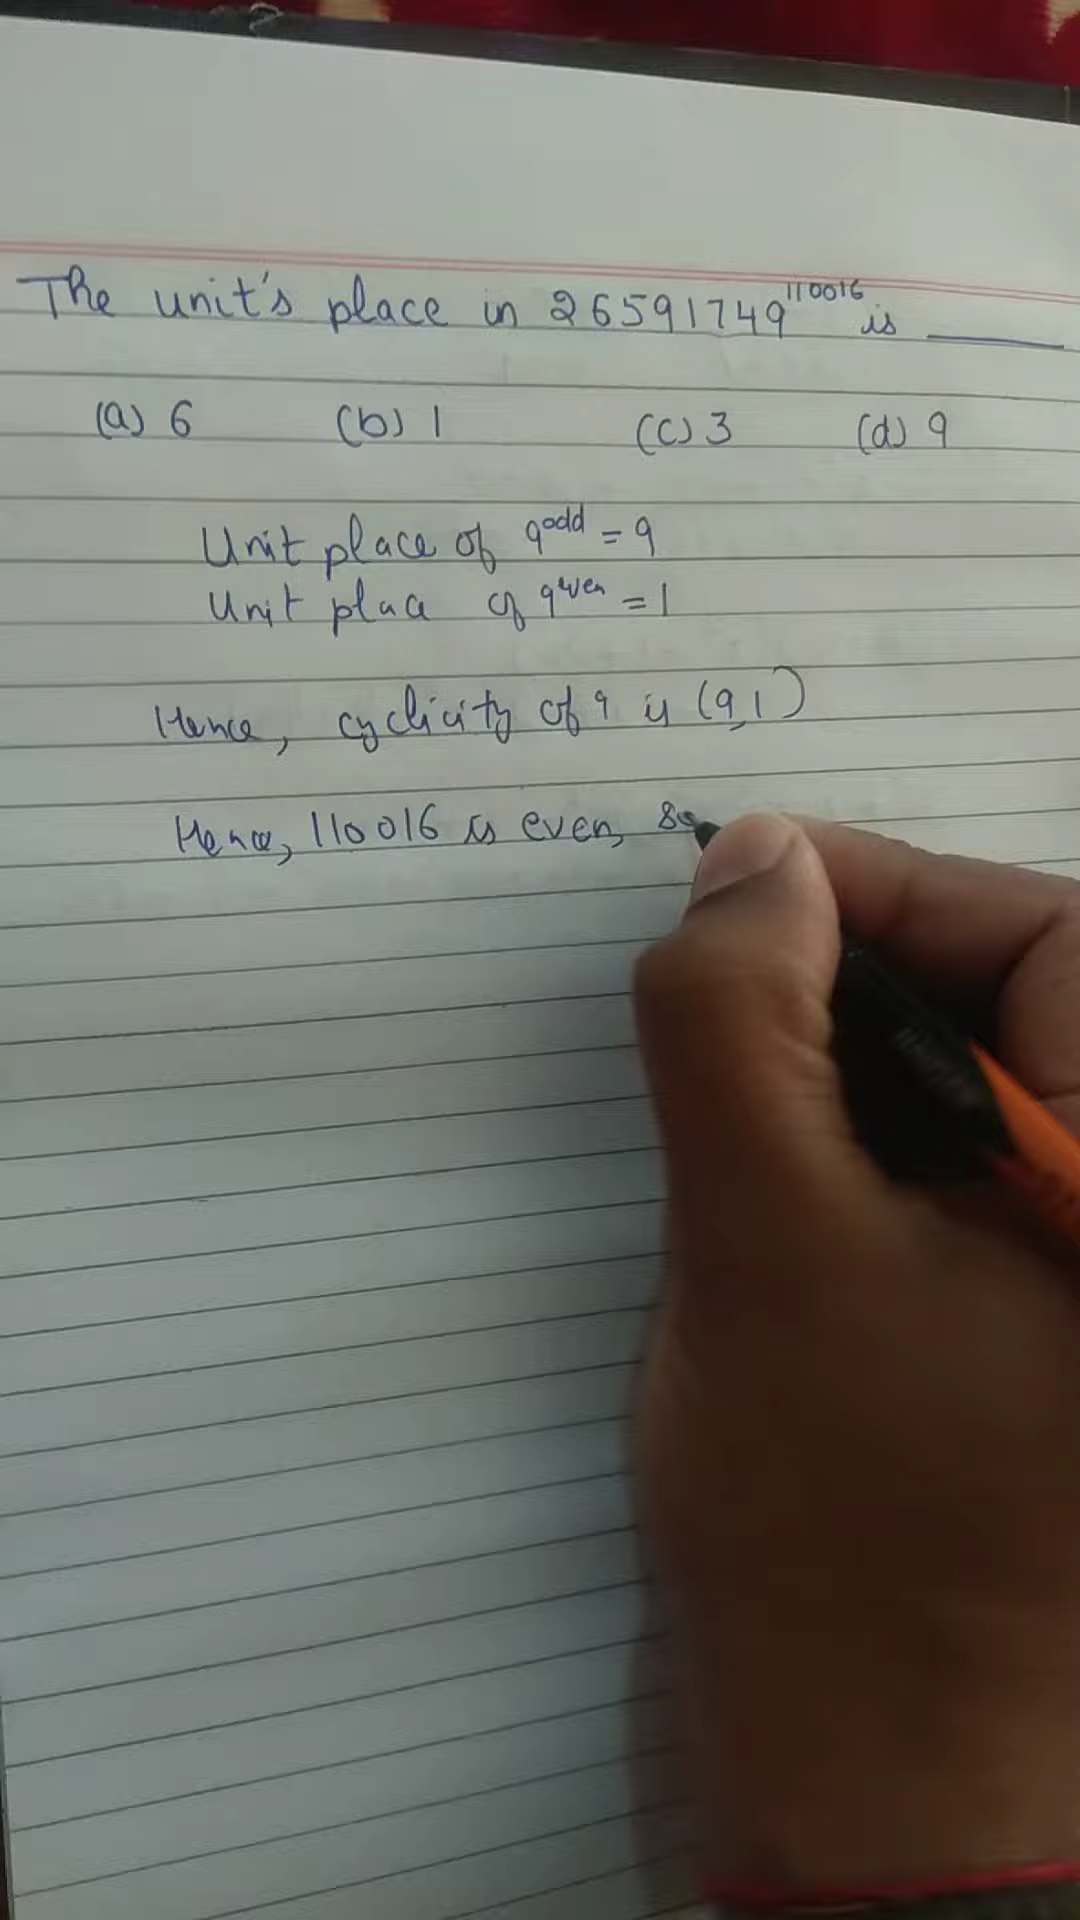 The unit's place in 26591749^110016 is ____
(a) 6 (b) 1 (c) 3 (d) 9
Unit place of 9^odd = 9
Unit place of 9^even = 1
Hence, cyclicity of 9 is (9,1)
Hence, 110016 is even, so